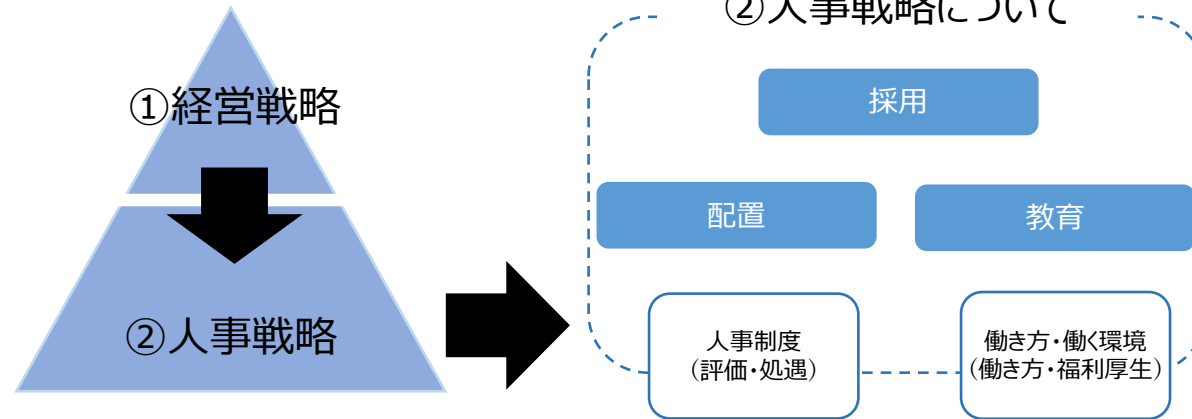 ①経営戦略
②人事戦略
②人事戦略について
採用
配置
教育
人事制度
（評価・処遇）
働き方・働く環境
（働き方・福利厚生）